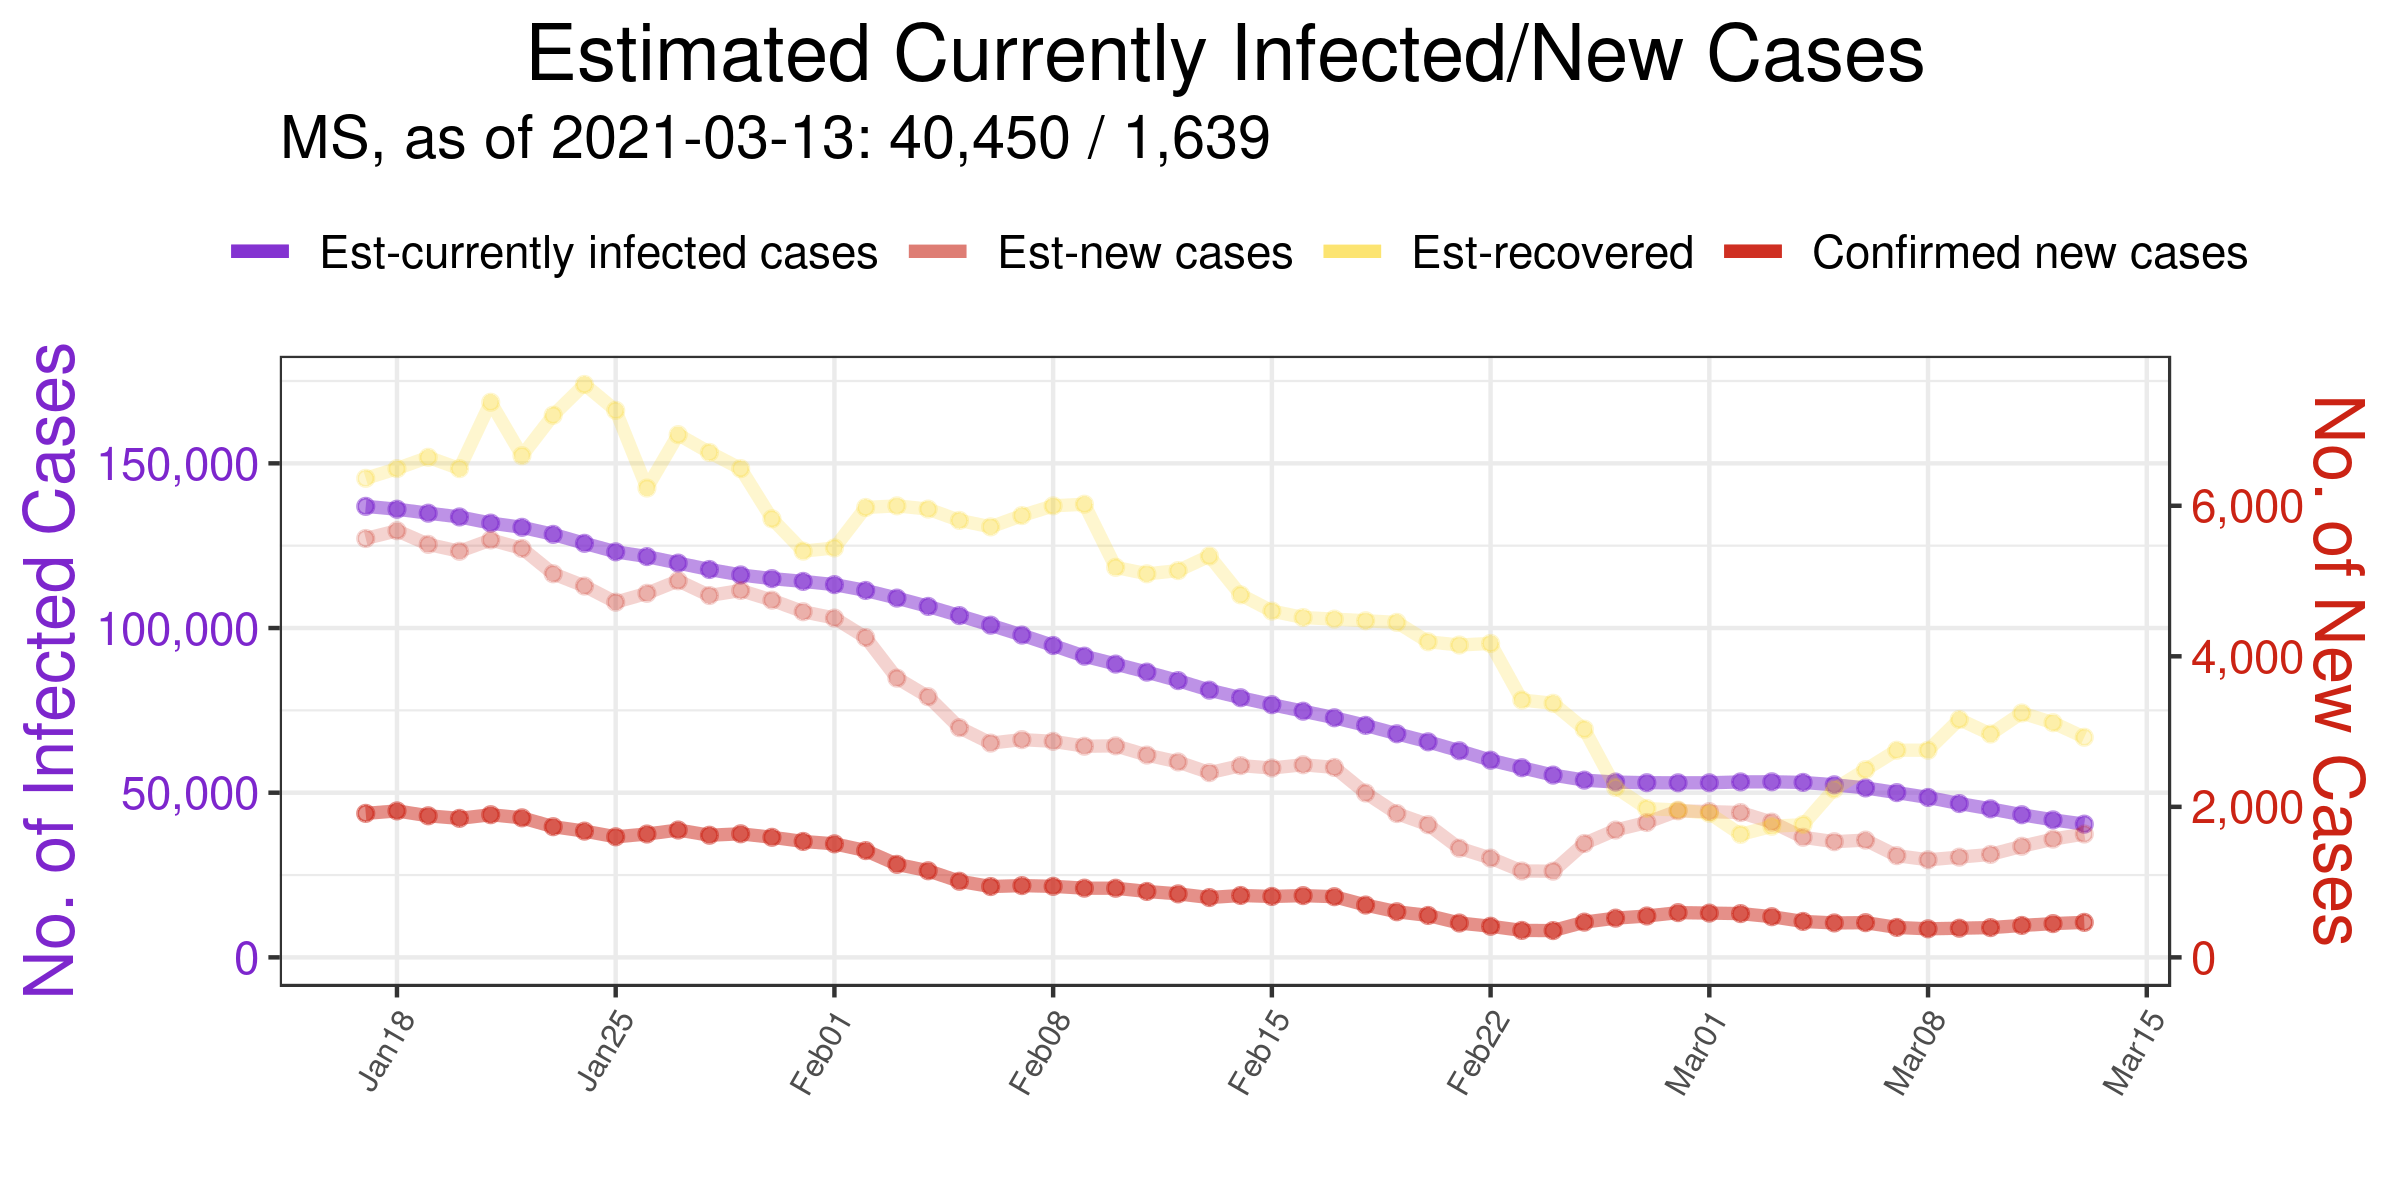 Estimated Currently Infected/New Cases
MS, as of 2021-03-13: 40,450 / 1,639
Est-currently infected cases Est-new cases Est-recovered Confirmed new cases
No. of Infected Cases
150,000
100,000
50,000
0
6,000
4,000
2,000
0
No. of New Cases
Jan18 Jan25 Feb01 Feb08 Feb15 Feb22 Mar01 Mar08 Mar15